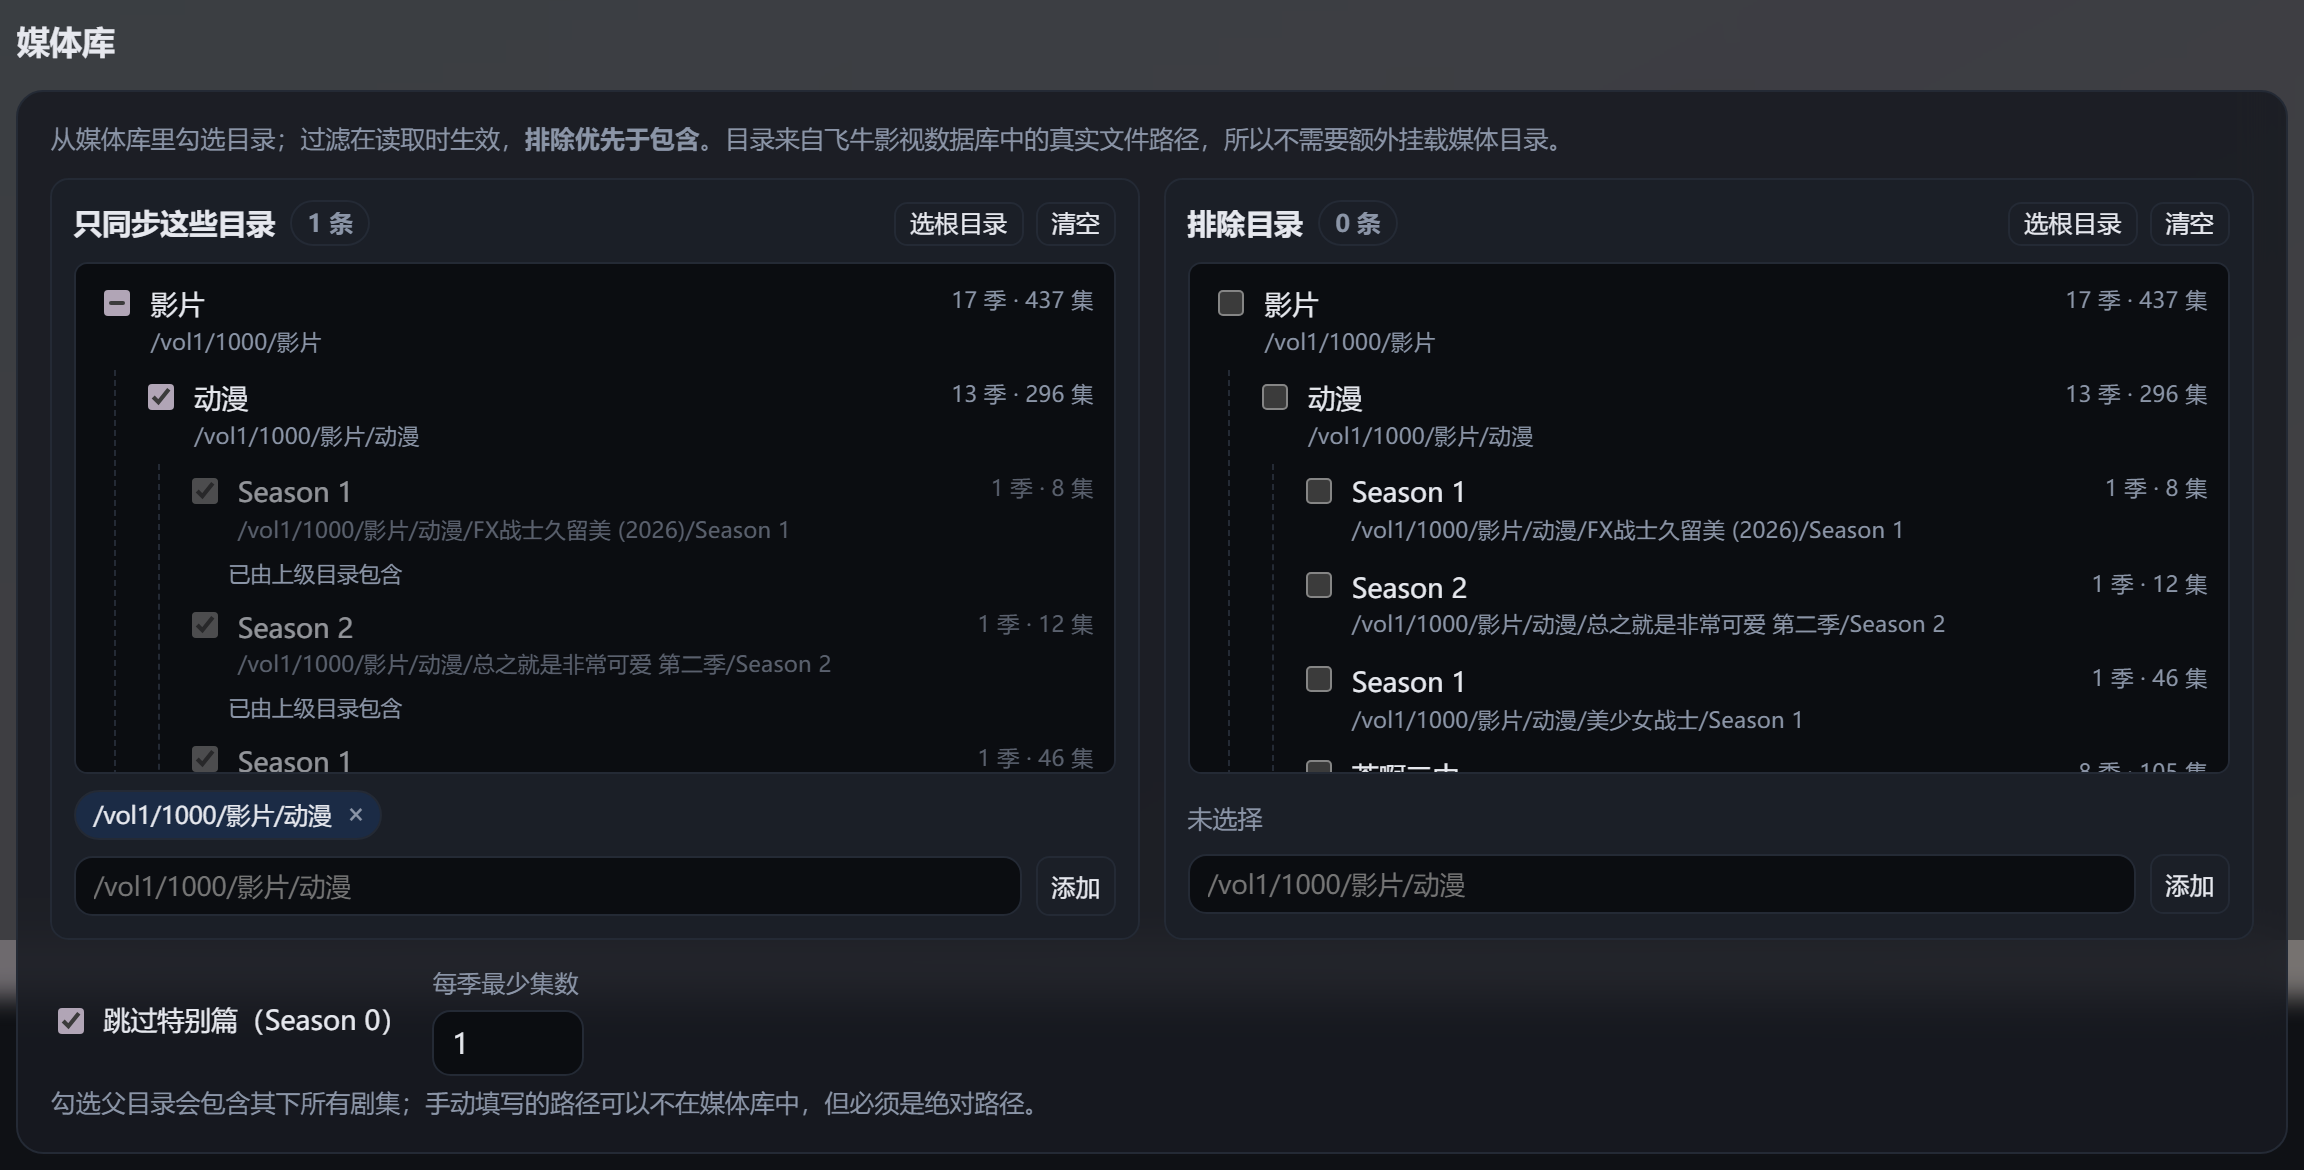 媒体库
从媒体库里勾选目录；过滤在读取时生效，排除优先于包含。目录来自飞牛影视数据库中的真实文件路径，所以不需要额外挂载媒体目录。
只同步这些目录 1 条 选根目录 清空
影片 17 季 · 437 集
/vol1/1000/影片
动漫 13 季 · 296 集
/vol1/1000/影片/动漫
Season 1 1 季 · 8 集
/vol1/1000/影片/动漫/FX战士久留美 (2026)/Season 1
已由上级目录包含
Season 2 1 季 · 12 集
/vol1/1000/影片/动漫/总之就是非常可爱 第二季/Season 2
已由上级目录包含
Season 1 1 季 · 46 集
/vol1/1000/影片/动漫 ×
/vol1/1000/影片/动漫 添加
排除目录 0 条 选根目录 清空
影片 17 季 · 437 集
/vol1/1000/影片
动漫 13 季 · 296 集
/vol1/1000/影片/动漫
Season 1 1 季 · 8 集
/vol1/1000/影片/动漫/FX战士久留美 (2026)/Season 1
Season 2 1 季 · 12 集
/vol1/1000/影片/动漫/总之就是非常可爱 第二季/Season 2
Season 1 1 季 · 46 集
/vol1/1000/影片/动漫/美少女战士/Season 1
8 季 · 105 集
未选择
/vol1/1000/影片/动漫 添加
跳过特别篇（Season 0）
每季最少集数
1
勾选父目录会包含其下所有剧集；手动填写的路径可以不在媒体库中，但必须是绝对路径。